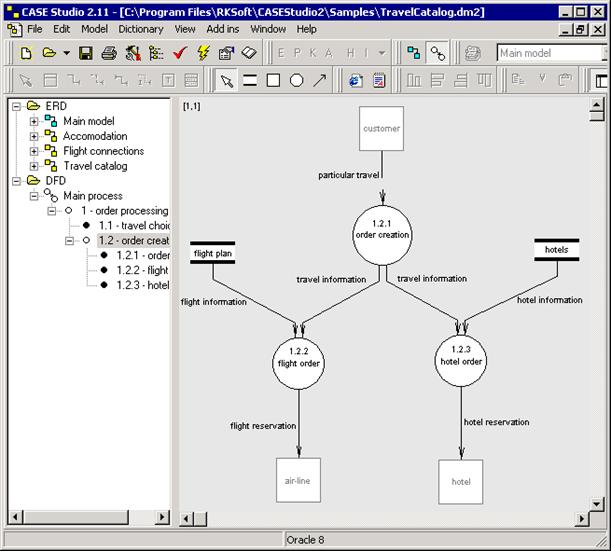 CASE Studio 2.11 - [C:\Program Files\RKSoft\CASEStudio2\Samples\TravelCatalog.dm2]
File Edit Model Dictionary View Add ins Window Help
E P K A H I
Main model
ERD
Main model
Accomodation
Flight connections
Travel catalog
DFD
Main process
1 - order processing
1.1 - travel choic
1.2 - order creat
1.2.1 - order
1.2.2 - flight
1.2.3 - hotel
[1.1]
customer
particular travel
1.2.1
order creation
flight plan
hotels
travel information
travel information
flight information
hotel information
1.2.2
flight order
1.2.3
hotel order
flight reservation
hotel reservation
air-line
hotel
Oracle 8